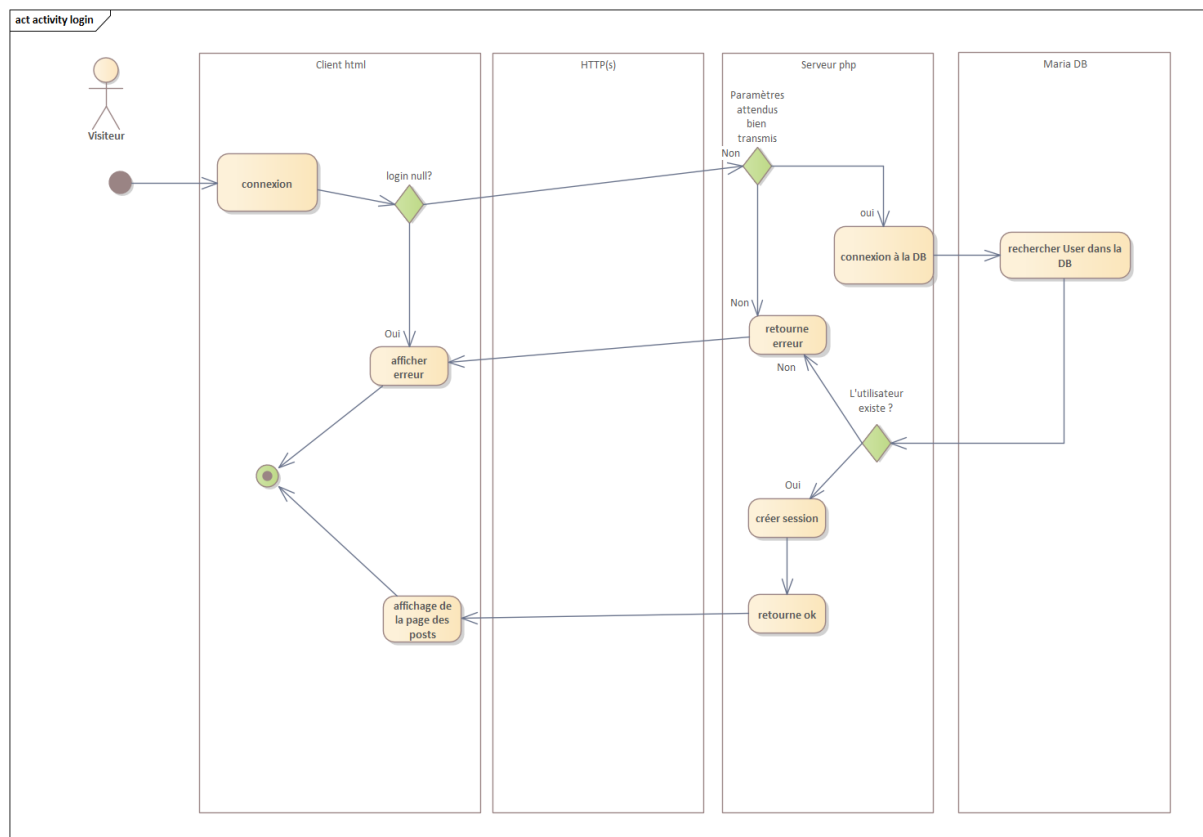 act activity login
Client html
HTTP(s)
Serveur php
Maria DB
Visiteur
Paramètres
attendus
bien
transmis
Non
connexion
login null?
oui
connexion à la DB
rechercher User dans la
DB
Non
Oui
retourne
erreur
afficher
erreur
Non
L'utilisateur
existe ?
Oui
créer session
affichage de
la page des
posts
retourne ok